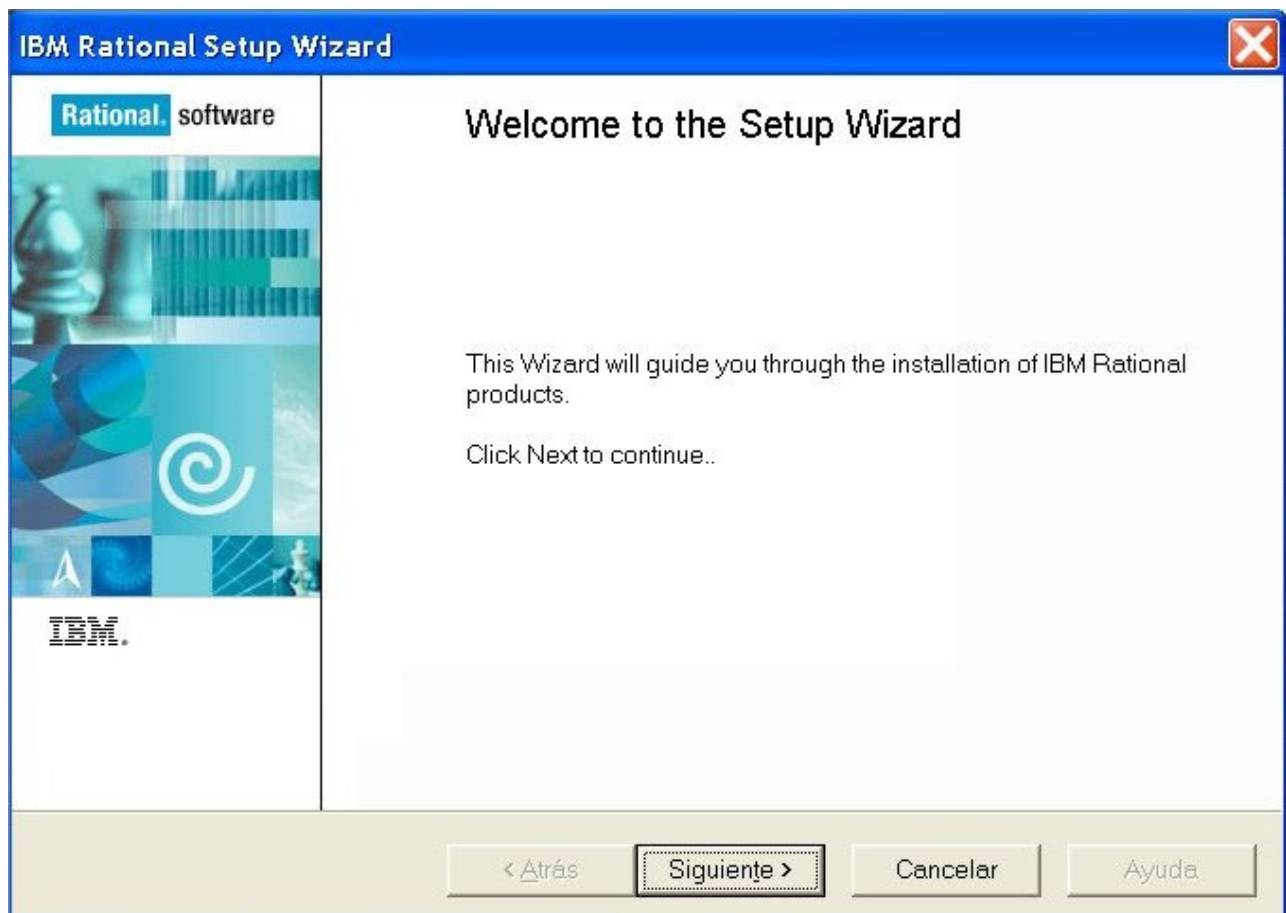 IBM Rational Setup Wizard
Rational. software
Welcome to the Setup Wizard
This Wizard will guide you through the installation of IBM Rational
products.
Click Next to continue..
IBM.
< Atrás
Siguiente >
Cancelar
Ayuda